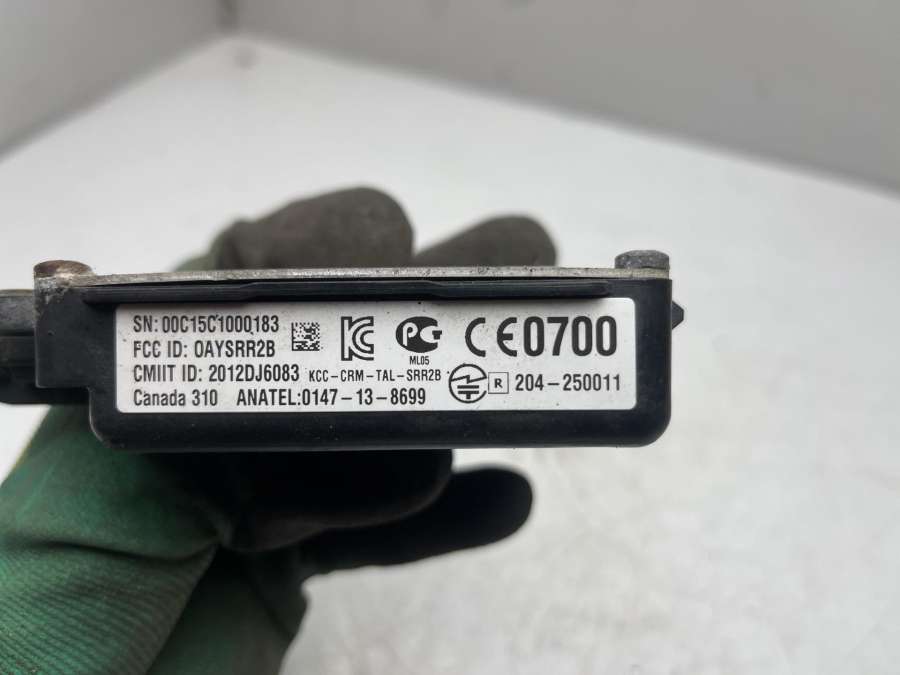 SN: 00C15C1000183
FCC ID: OAYSRR2B
CMIIT ID: 2012DJ6083
Canada 310 ANATEL:0147-13-8699
PG
ML05
KCC-CRM-TAL-SRR2B
CE0700
R 204-250011